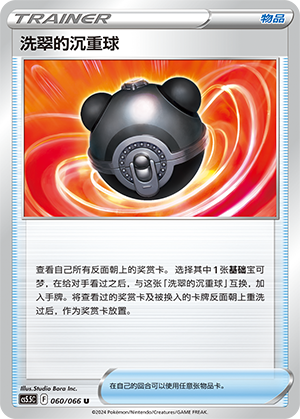 TRAINER
物品
洗翠的沉重球
查看自己所有反面朝上的奖赏卡。选择其中1张基础宝可
梦,在给对手看过之后,与这张「洗翠的沉重球」互换,加
入手牌。将查看过的奖赏卡及被换入的卡牌反面朝上重洗
过后,作为奖赏卡放置。
Illus.Studio Bora Inc.
CS5.5C F 060/066 U
在自己的回合可以使用任意张物品卡。
©2024 Pokémon/Nintendo/Creatures/GAME FREAK.